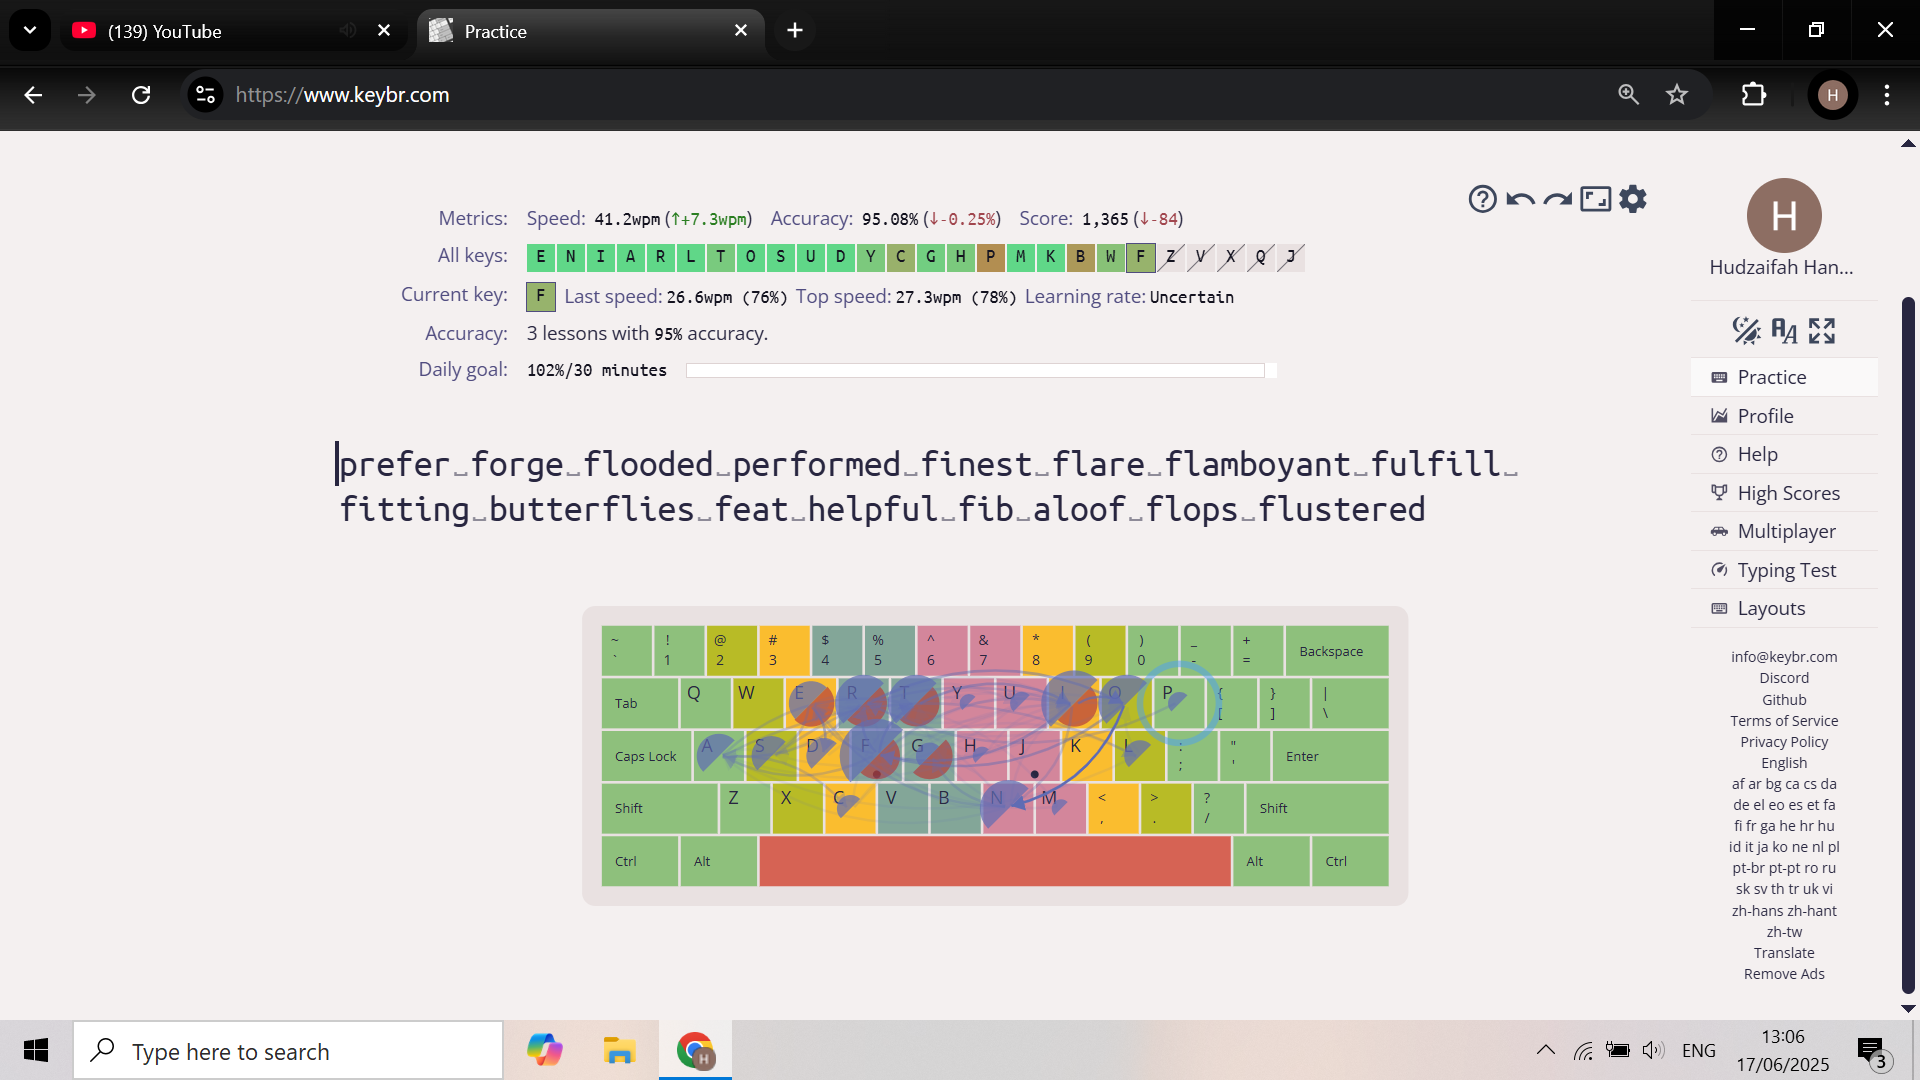 (139) YouTube
Practice
https://www.keybr.com
H
Metrics: Speed: 41.2wpm (↑+7.3wpm) Accuracy: 95.08% (↓-0.25%) Score: 1,365 (↓-84)
All keys: E N I A R L T O S U D Y C G H P M K B W F Z V X Q J
Current key: F Last speed: 26.6wpm (76%) Top speed: 27.3wpm (78%) Learning rate: Uncertain
Accuracy: 3 lessons with 95% accuracy.
Daily goal: 102%/30 minutes
prefer␣forge␣flooded␣performed␣finest␣flare␣flamboyant␣fulfill␣
fitting␣butterflies␣feat␣helpful␣fib␣aloof␣flops␣flustered
~ ! @ # $ % ^ & * ( ) _ +
` 1 2 3 4 5 6 7 8 9 0 - = Backspace
Tab Q W E R T Y U I O P { } |
[ ] \
Caps Lock A S D F G H J K L : " Enter
; '
Shift Z X C V B N M < > ? Shift
, . /
Ctrl Alt Alt Ctrl
H
Hudzaifah Han...
Practice
Profile
Help
High Scores
Multiplayer
Typing Test
Layouts
info@keybr.com
Discord
Github
Terms of Service
Privacy Policy
English
af ar bg ca cs da
de el eo es et fa
fi fr ga he hr hu
id it ja ko ne nl pl
pt-br pt-pt ro ru
sk sv th tr uk vi
zh-hans zh-hant
zh-tw
Translate
Remove Ads
Type here to search
H
ENG
13:06
17/06/2025
3